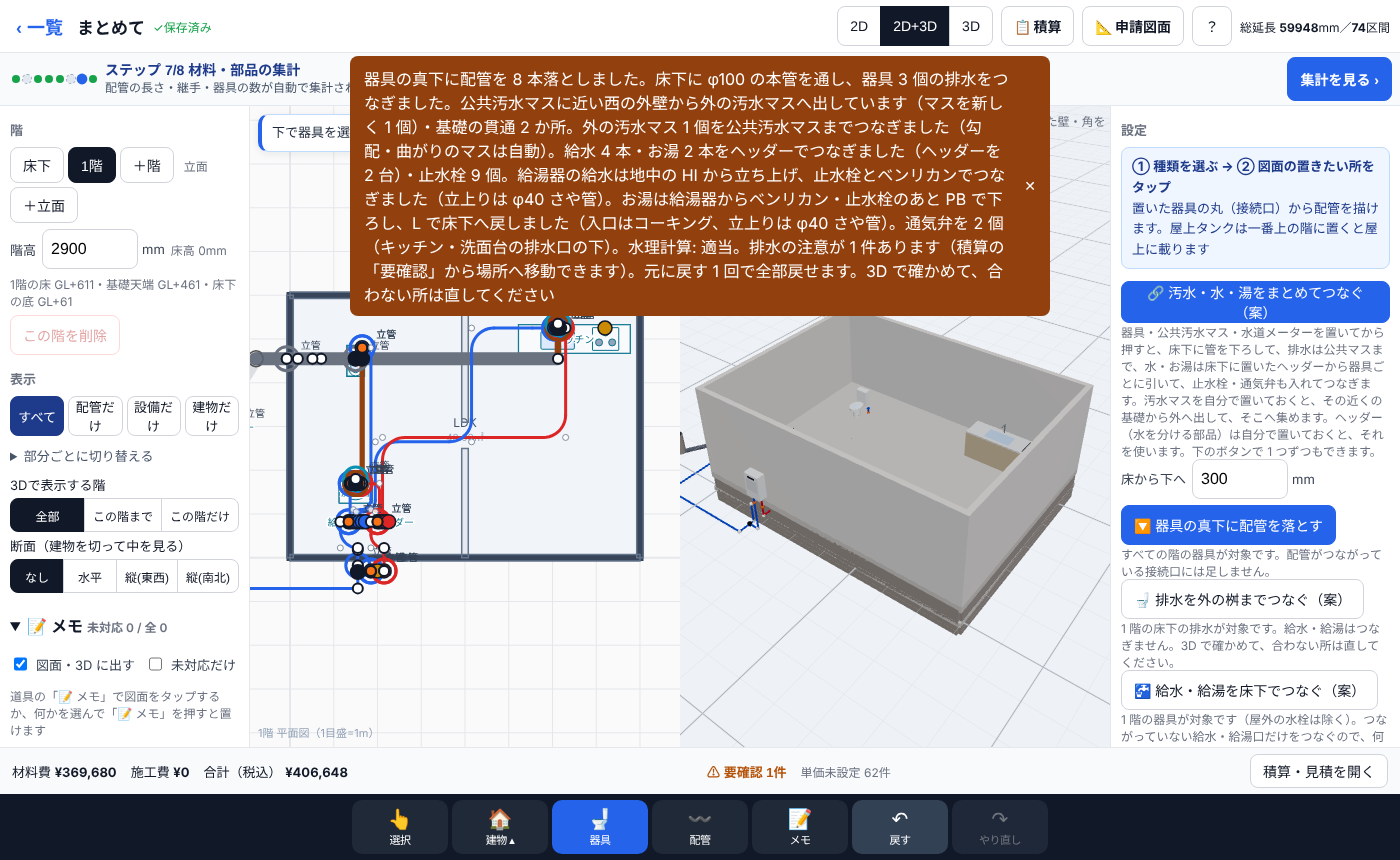 ‹ 一覧 まとめて ✓保存済み
2D 2D+3D 3D 📋 積算 📐 申請図面 ? 総延長 59948mm／74区間
ステップ 7/8 材料・部品の集計
配管の長さ・継手・器具の数が自動で集計され
集計を見る ›
器具の真下に配管を 8 本落としました。床下に φ100 の本管を通し、器具 3 個の排水をつ
なぎました。公共汚水マスに近い西の外壁から外の汚水マスへ出しています（マスを新し
く 1 個）・基礎の貫通 2 か所。外の汚水マス 1 個を公共汚水マスまでつなぎました（勾
配・曲がりのマスは自動）。給水 4 本・お湯 2 本をヘッダーでつなぎました（ヘッダーを
2 台）・止水栓 9 個。給湯器の給水は地中の HI から立ち上げ、止水栓とベンリカンでつな
ぎました（立上りは φ40 さや管）。お湯は給湯器からベンリカン・止水栓のあと PB で下
ろし、L で床下へ戻しました（入口はコーキング、立上りは φ40 さや管）。通気弁を 2 個
（キッチン・洗面台の排水口の下）。水理計算: 適当。排水の注意が 1 件あります（積算の
「要確認」から場所へ移動できます）。元に戻す 1 回で全部戻せます。3D で確かめて、合
わない所は直してください
×
階
床下 1階 ＋階 立面
＋立面
階高 2900 mm 床高 0mm
1階の床 GL+611・基礎天端 GL+461・床下
の底 GL+61
この階を削除
表示
すべて 配管だけ 設備だけ 建物だけ
▶ 部分ごとに切り替える
3Dで表示する階
全部 この階まで この階だけ
断面（建物を切って中を見る）
なし 水平 縦(東西) 縦(南北)
▼ 📝 メモ 未対応 0 / 全 0
図面・3D に出す 未対応だけ
道具の「📝 メモ」で図面をタップする
か、何かを選んで「📝 メモ」を押すと置
けます
下で器具を選
た壁・角を
立管
立管
立管
LDK
立管
1階 平面図（1目盛=1m）
設定
① 種類を選ぶ → ② 図面の置きたい所を
タップ
置いた器具の丸（接続口）から配管を描け
ます。屋上タンクは一番上の階に置くと屋
上に載ります
🔗 汚水・水・湯をまとめてつなぐ
（案）
器具・公共汚水マス・水道メーターを置いてから
押すと、床下に管を下ろして、排水は公共マスま
で、水・お湯は床下に置いたヘッダーから器具ご
とに引いて、止水栓・通気弁も入れてつなぎま
す。汚水マスを自分で置いておくと、その近くの
基礎から外へ出して、そこへ集めます。ヘッダー
（水を分ける部品）は自分で置いておくと、それ
を使います。下のボタンで 1 つずつもできます。
床から下へ 300 mm
🔽 器具の真下に配管を落とす
すべての階の器具が対象です。配管がつながって
いる接続口には足しません。
🚽 排水を外の桝までつなぐ（案）
1 階の床下の排水が対象です。給水・給湯はつな
ぎません。3D で確かめて、合わない所は直して
ください。
🚰 給水・給湯を床下でつなぐ（案）
1 階の器具が対象です（屋外の水栓は除く）。つな
がっていない給水・給湯口だけをつなぐので、何
材料費 ¥369,680 施工費 ¥0 合計（税込） ¥406,648
⚠ 要確認 1件 単価未設定 62件
積算・見積を開く
選択 建物▴ 器具 配管 メモ 戻す やり直し